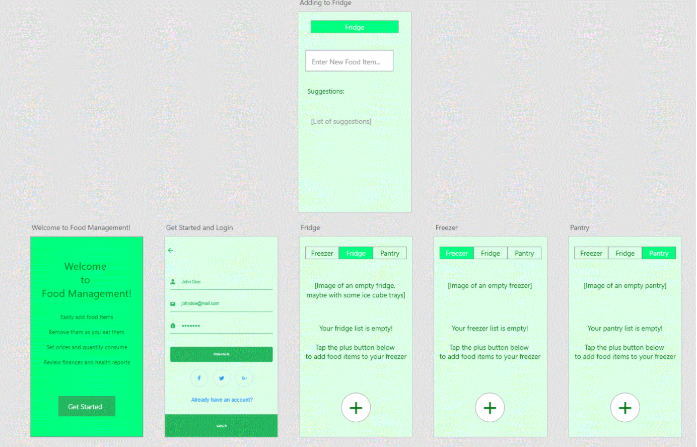 Adding to Fridge
Fridge
Enter New Food Item...
Suggestions:
[List of suggestions]
Welcome to Food Management!
Welcome
to
Food Management!
Easily add food items
Remove them as you eat them
Set prices and quantity consume
Review finances and health reports
Get Started
Get Started and Login
John Doe
johndoe@mail.com
Already have an account?
Fridge
Freezer Fridge Pantry
[Image of an empty fridge,
maybe with some ice cube trays]
Your fridge list is empty!
Tap the plus button below
to add food items to your freezer
Freezer
Freezer Fridge Pantry
[Image of an empty freezer]
Your freezer list is empty!
Tap the plus button below
to add food items to your freezer
Pantry
Freezer Fridge Pantry
[Image of an empty pantry]
Your pantry list is empty!
Tap the plus button below
to add food items to your freezer